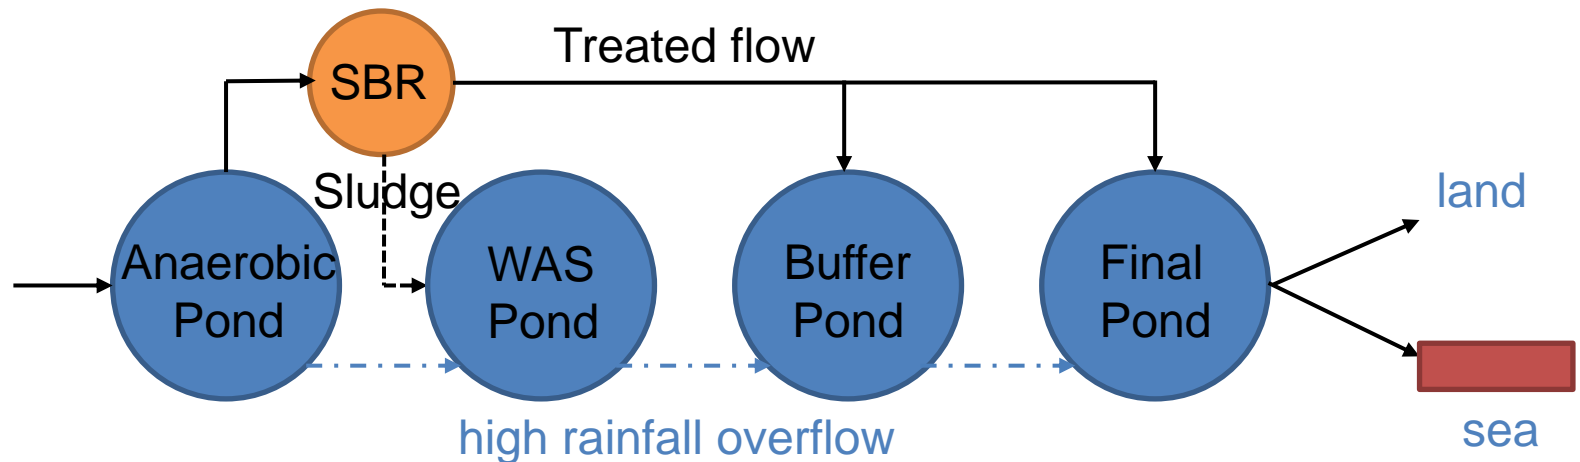 Treated flow
SBR
Sludge
Anaerobic
Pond
WAS
Pond
Buffer
Pond
Final
Pond
land
high rainfall overflow
sea